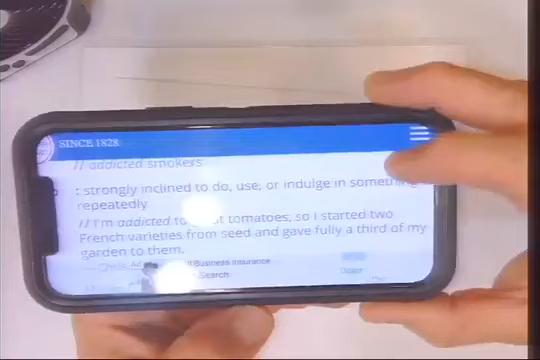 SINCE 1828
// addicted smokers
: strongly inclined to do, use, or indulge in something
repeatedly
// I'm addicted to tomatoes, so I started two
French varieties from seed and gave fully a third of my
garden to them.
Business Insurance
Search